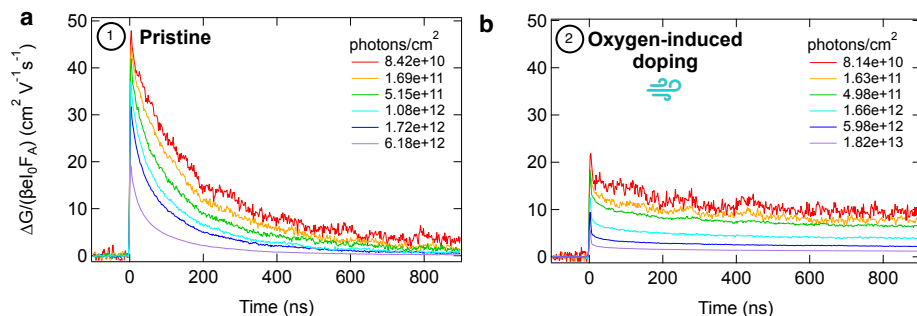 a
1 Pristine
photons/cm²
8.42e+10
1.69e+11
5.15e+11
1.08e+12
1.72e+12
6.18e+12
ΔG/(βeI₀F_A) (cm² V⁻¹ s⁻¹)
50
40
30
20
10
0
0
200
400
600
800
Time (ns)
b
2 Oxygen-induced
doping
photons/cm²
8.14e+10
1.63e+11
4.98e+11
1.66e+12
5.98e+12
1.82e+13
50
40
30
20
10
0
0
200
400
600
800
Time (ns)